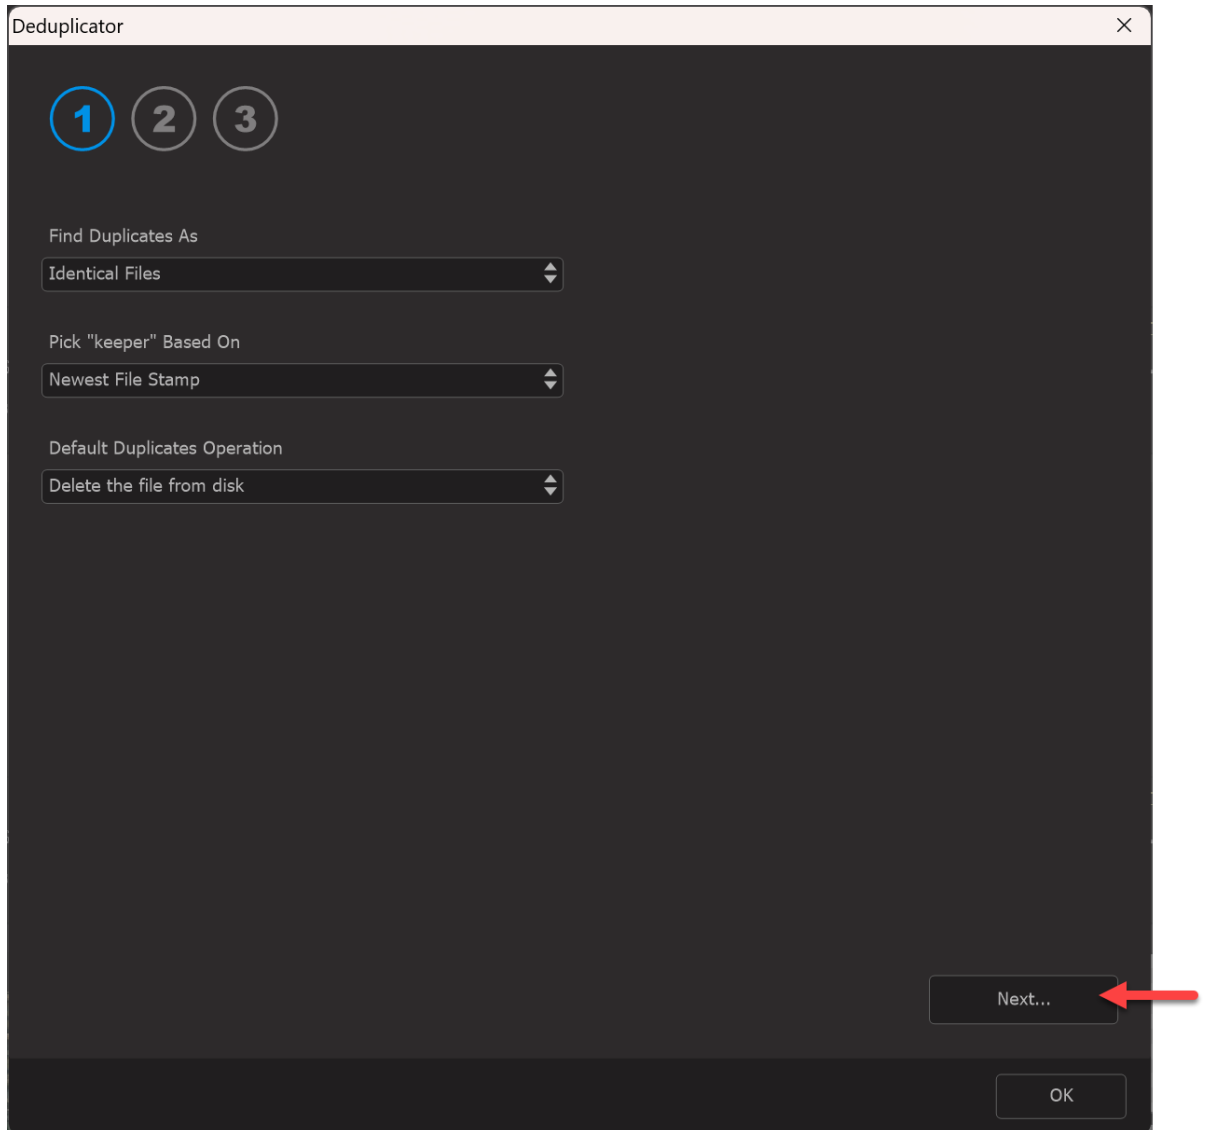 Deduplicator
1 2 3
Find Duplicates As
Identical Files
Pick "keeper" Based On
Newest File Stamp
Default Duplicates Operation
Delete the file from disk
Next...
OK